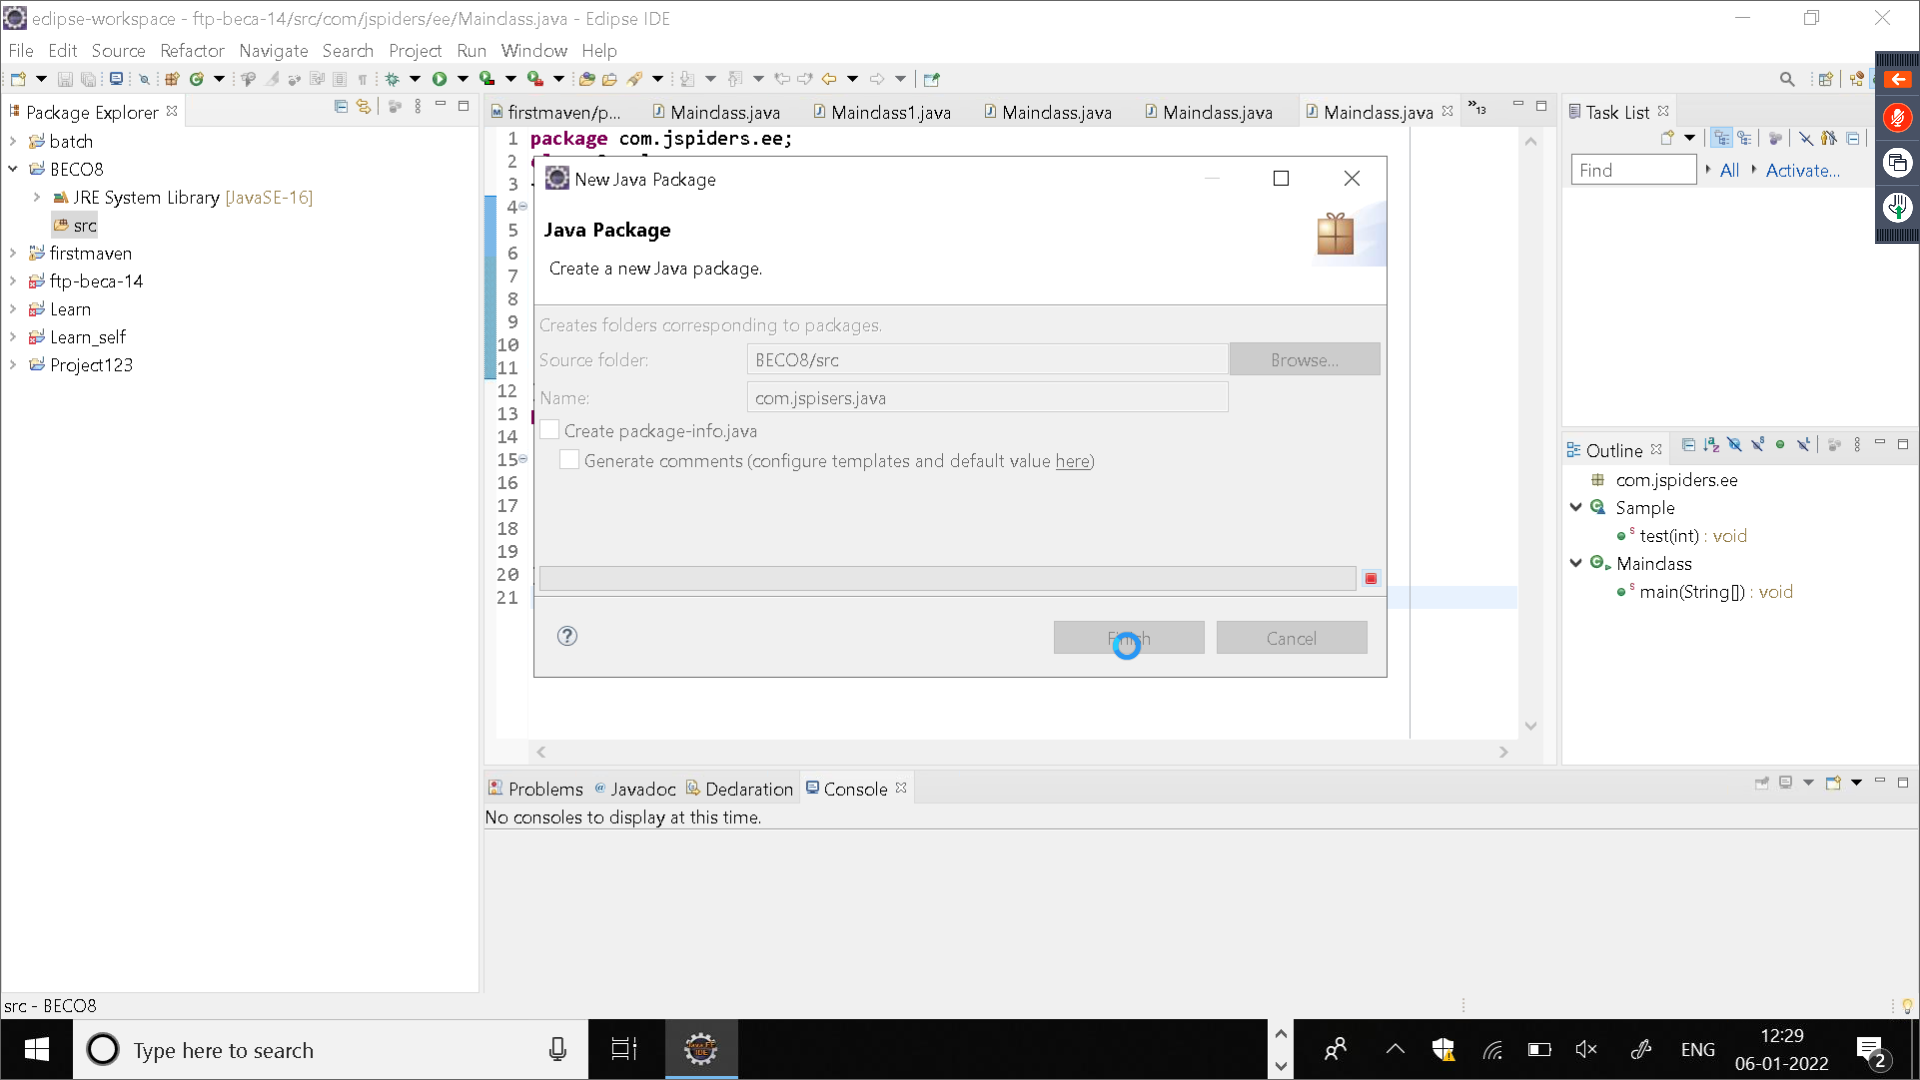 eclipse-workspace - ftp-beca-14/src/com/jspiders/ee/Mainclass.java - Eclipse IDE
File Edit Source Refactor Navigate Search Project Run Window Help
Package Explorer
batch
BECO8
JRE System Library [JavaSE-16]
src
firstmaven
ftp-beca-14
Learn
Learn_self
Project123
firstmaven/p... Mainclass.java Mainclass1.java Mainclass.java Mainclass.java Mainclass.java »13
1 package com.jspiders.ee;
2
3
4
5
6
7
8
9
10
11
12
13
14
15
16
17
18
19
20
21
New Java Package
Java Package
Create a new Java package.
Creates folders corresponding to packages.
Source folder: BECO8/src Browse...
Name: com.jspisers.java
Create package-info.java
Generate comments (configure templates and default value here)
Finish Cancel
Task List
Find All Activate...
Outline
com.jspiders.ee
Sample
test(int) : void
Mainclass
main(String[]) : void
Problems Javadoc Declaration Console
No consoles to display at this time.
src - BECO8
Type here to search
ENG
12:29
06-01-2022
2